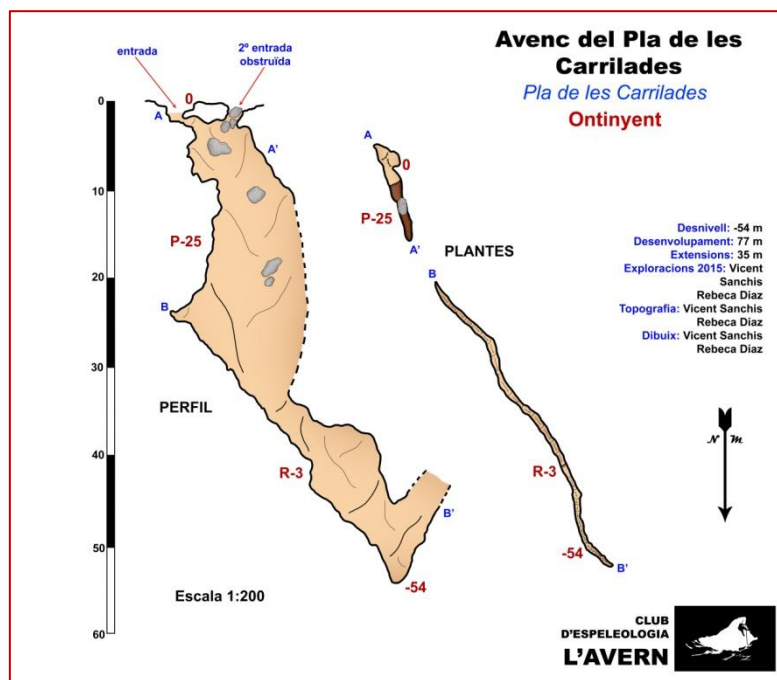 Avenc del Pla de les
Carrilades
Pla de les Carrilades
Ontinyent
entrada
2º entrada
obstruïda
0
0
A
A'
10
P-25
20
B
30
PERFIL
40
R-3
B'
50
-54
60
Escala 1:200
A
0
P-25
A'
PLANTES
B
R-3
-54
B'
Desnivell: -54 m
Desenvolupament: 77 m
Extensions: 35 m
Exploracions 2015: Vicent
Sanchis
Rebeca Diaz
Topografia: Vicent Sanchis
Rebeca Diaz
Dibuix: Vicent Sanchis
Rebeca Diaz
N m
CLUB
D'ESPELEOLOGIA
L'AVERN